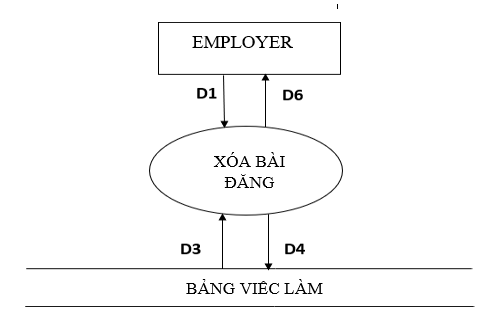 EMPLOYER
D1 D6
XÓA BÀI
ĐĂNG
D3 D4
BẢNG VIÊC LÀM